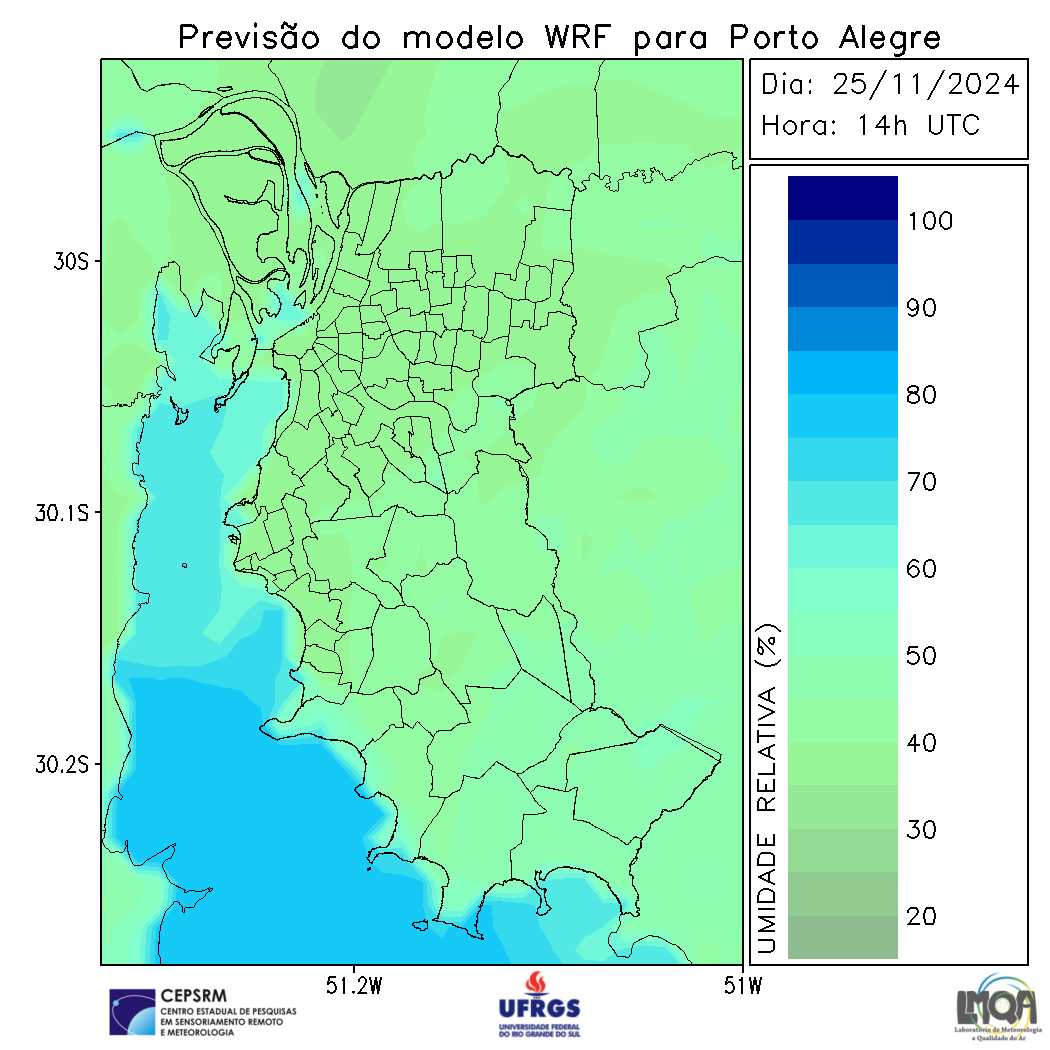 Previsão do modelo WRF para Porto Alegre
Dia: 25/11/2024
Hora: 14h UTC
100
90
80
70
60
50
40
30
20
UMIDADE RELATIVA (%)
30S
30.1S
30.2S
51.2W
51W
CEPSRM
CENTRO ESTADUAL DE PESQUISAS
EM SENSORIAMENTO REMOTO
E METEOROLOGIA
UFRGS
UNIVERSIDADE FEDERAL
DO RIO GRANDE DO SUL
LMQA
Laboratório de Meteorologia
e Qualidade do Ar